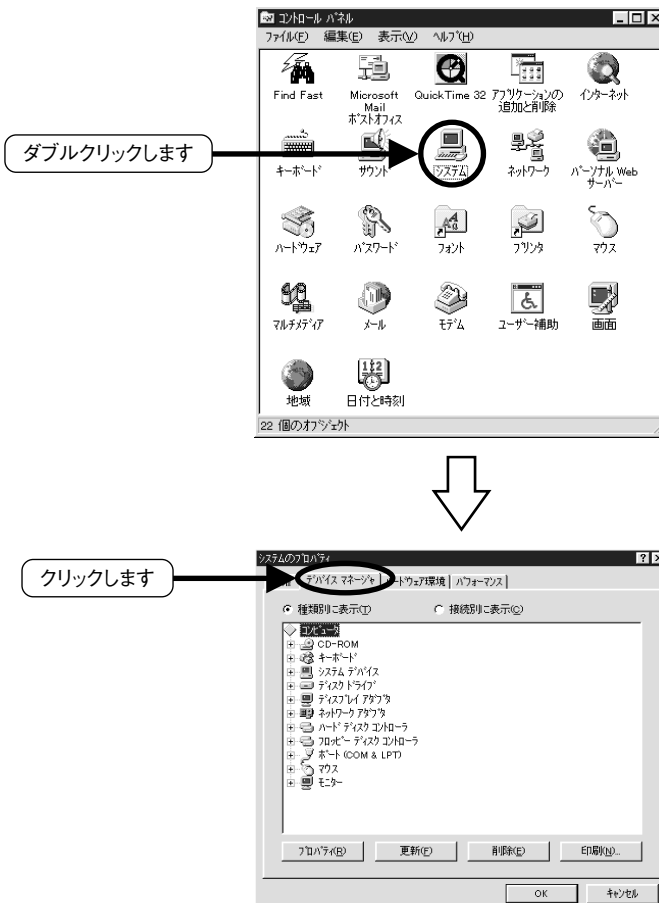 コントロール パネル
ファイル(F) 編集(E) 表示(V) ヘルプ(H)
Find Fast
Microsoft Mail ポストオフィス
QuickTime 32
アプリケーションの追加と削除
インターネット
ダブルクリックします
キーボード
サウンド
システム
ネットワーク
パーソナル Web サーバー
ハードウェア
パスワード
フォント
プリンタ
マウス
マルチメディア
メール
モデム
ユーザー補助
画面
地域
日付と時刻
22 個のオブジェクト
システムのプロパティ
クリックします
デバイス マネージャ
ードウェア環境
パフォーマンス
種類別に表示(T)
接続別に表示(C)
コンピュータ
CD-ROM
キーボード
システム デバイス
ディスク ドライブ
ディスプレイ アダプタ
ネットワーク アダプタ
ハード ディスク コントローラ
フロッピー ディスク コントローラ
ポート (COM & LPT)
マウス
モニター
プロパティ(R)
更新(F)
削除(E)
印刷(N)...
OK
キャンセル